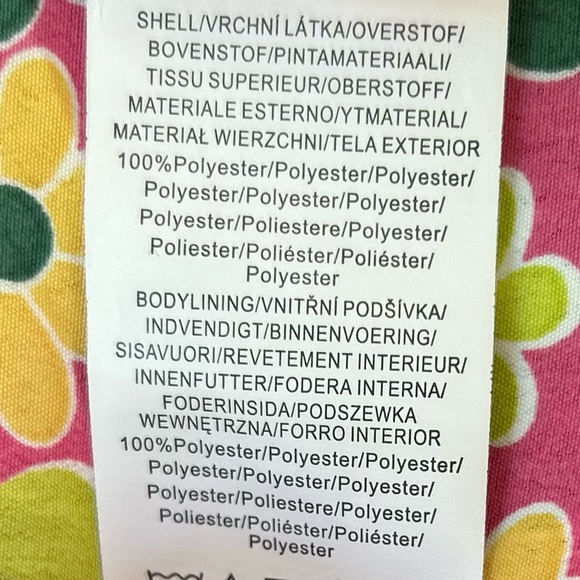 SHELL/VRCHNÍ LÁTKA/OVERSTOF/
BOVENSTOF/PINTAMATERIAALI/
TISSU SUPERIEUR/OBERSTOFF/
MATERIALE ESTERNO/YTMATERIAL/
MATERIAŁ WIERZCHNI/TELA EXTERIOR
100%Polyester/Polyester/Polyester/
Polyester/Polyester/Polyester/
Polyester/Poliestere/Polyester/
Poliester/Poliéster/Poliéster/
Polyester
BODYLINING/VNITŘNÍ PODŠÍVKA/
INDVENDIGT/BINNENVOERING/
SISAVUORI/REVETEMENT INTERIEUR/
INNENFUTTER/FODERA INTERNA/
FODERINSIDA/PODSZEWKA
WEWNĘTRZNA/FORRO INTERIOR
100%Polyester/Polyester/Polyester/
Polyester/Polyester/Polyester/
Polyester/Poliestere/Polyester/
Poliester/Poliéster/Poliéster/
Polyester